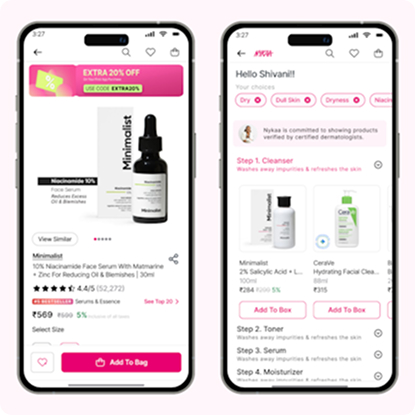 3:27
EXTRA 20% OFF
USE CODE EXTRA20%
Minimalist
Niacinamide 10%
Face Serum
Reduces Excess
Oil & Blemishes
Minimalist
View Similar
Minimalist
10% Niacinamide Face Serum With Matmarine
+ Zinc For Reducing Oil & Blemishes | 30ml
4.4/5 (52,272)
#5 BESTSELLER Serums & Essence See Top 20 >
₹569 ₹599 5%
Select Size
Add To Bag
3:27
NYKAA
Hello Shivani!!
Your choices
Dry Dull Skin Dryness
Nykaa is committed to showing products
verified by certified dermatologists.
Step 1. Cleanser
Washes away impurities & refreshes the skin
Minimalist
2% Salicylic Acid + L...
100ml
₹284 ₹299 5%
Add To Box
CeraVe
CeraVe
Hydrating Facial Clea...
88ml
₹315
Add To Box
Step 2. Toner
Washes away impurities & refreshes the skin
Step 3. Serum
Washes away impurities & refreshes the skin
Step 4. Moisturizer
Washes away impurities & refreshes the skin